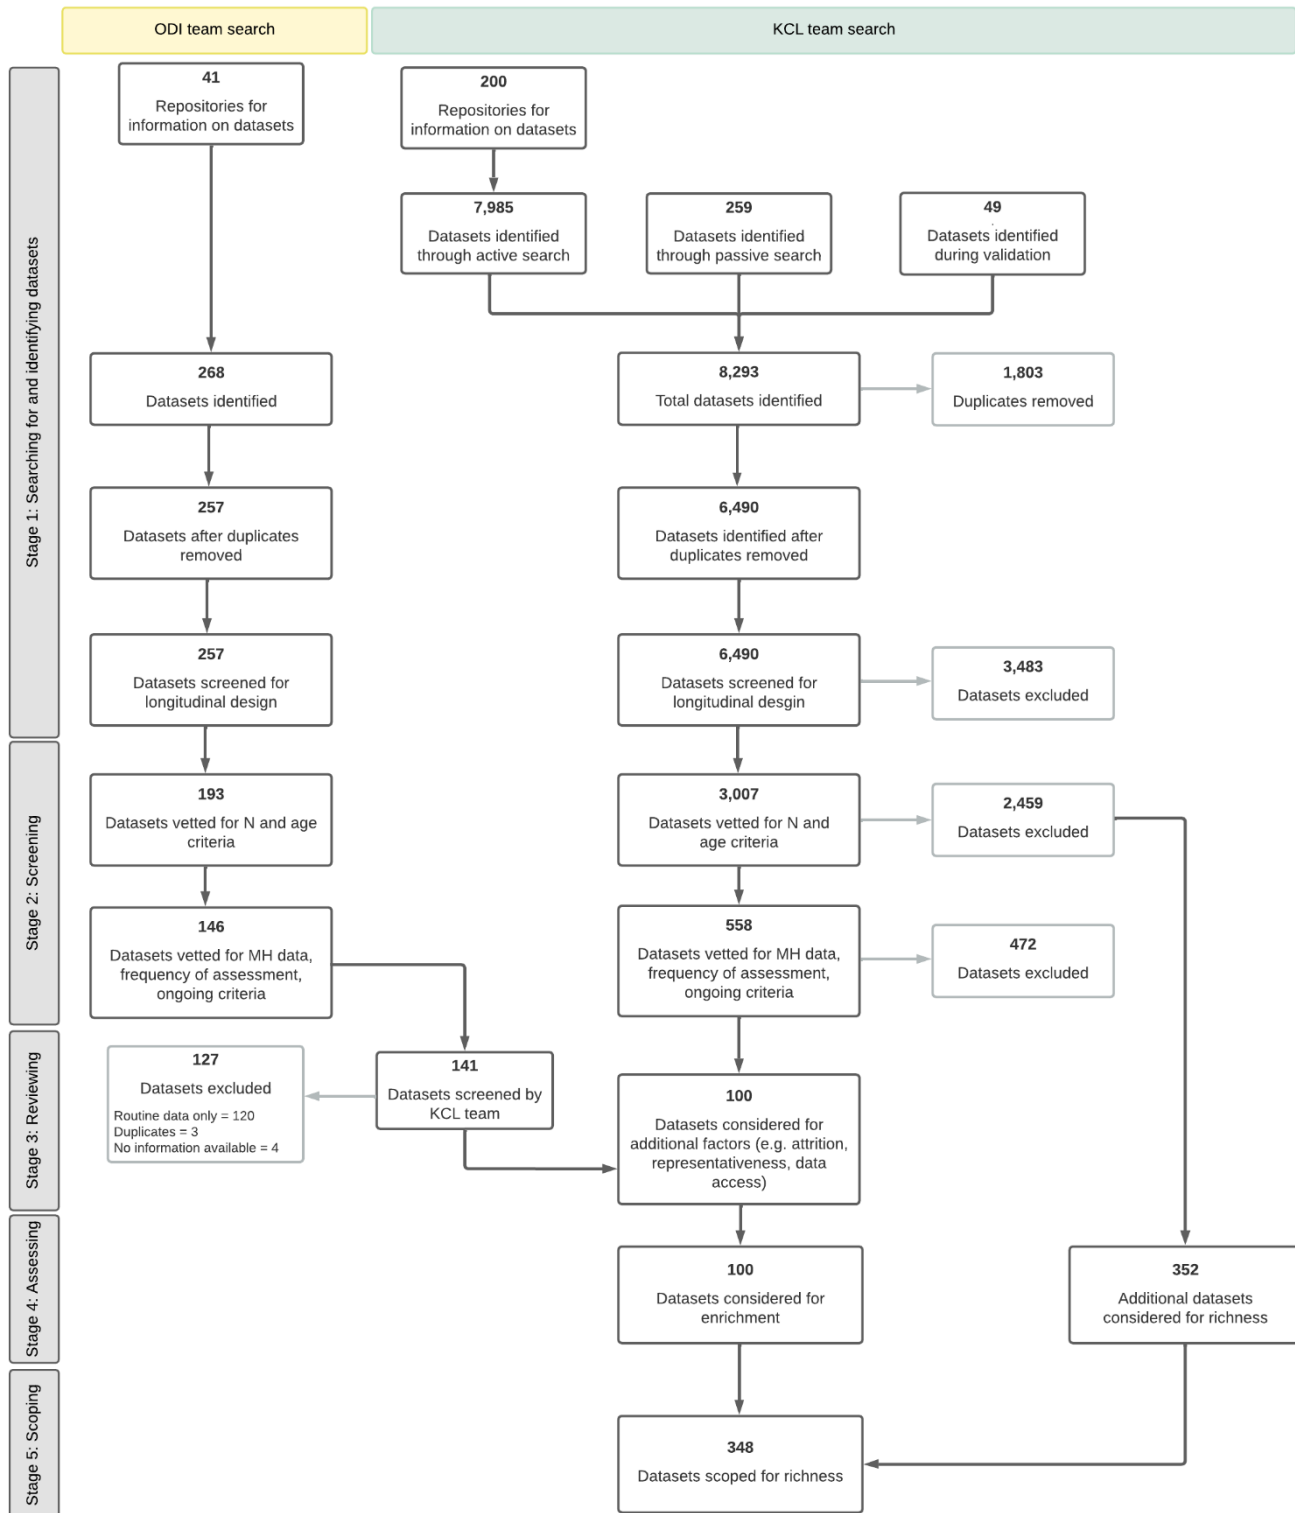 ODI team search
KCL team search
Stage 1: Searching for and identifying datasets
41
Repositories for
information on datasets
200
Repositories for
information on datasets
7,985
Datasets identified
through active search
259
Datasets identified
through passive search
49
Datasets identified
during validation
268
Datasets identified
8,293
Total datasets identified
1,803
Duplicates removed
257
Datasets after duplicates
removed
6,490
Datasets identified after
duplicates removed
257
Datasets screened for
longitudinal design
6,490
Datasets screened for
longitudinal desgin
3,483
Datasets excluded
Stage 2: Screening
193
Datasets vetted for N and age
criteria
3,007
Datasets vetted for N and
age criteria
2,459
Datasets excluded
146
Datasets vetted for MH data,
frequency of assessment,
ongoing criteria
558
Datasets vetted for MH data,
frequency of assessment,
ongoing criteria
472
Datasets excluded
Stage 3: Reviewing
127
Datasets excluded
Routine data only = 120
Duplicates = 3
No information available = 4
141
Datasets screened by
KCL team
100
Datasets considered for
additional factors (e.g. attrition,
representativeness, data
access)
Stage 4: Assessing
100
Datasets considered for
enrichment
352
Additional datasets
considered for richness
Stage 5: Scoping
348
Datasets scoped for richness